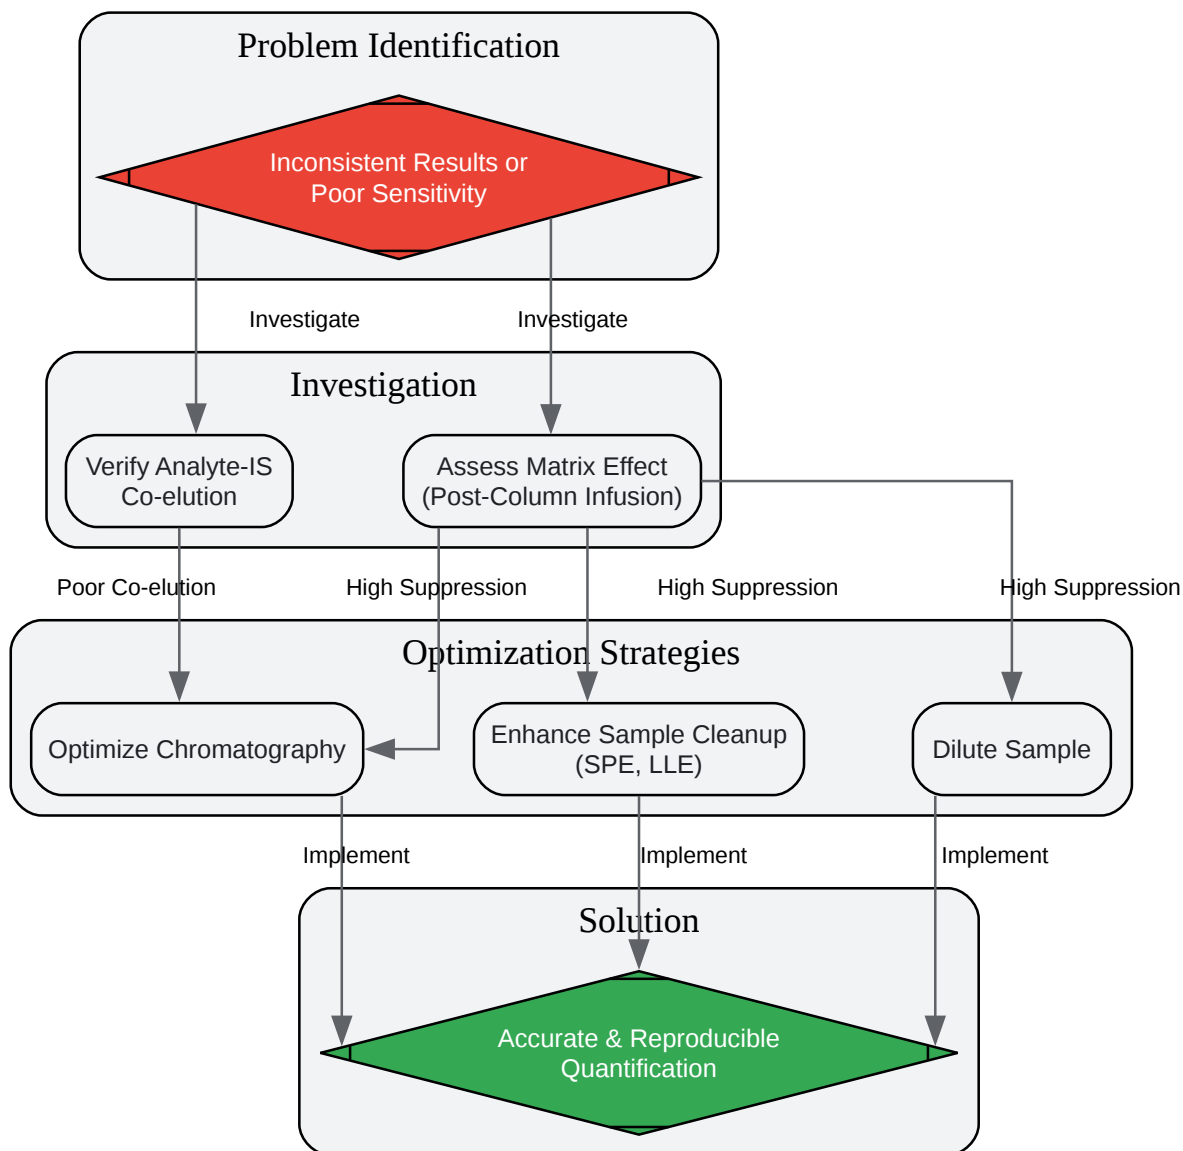 Problem Identification
Inconsistent Results or
Poor Sensitivity
Investigate
Investigate
Investigation
Verify Analyte-IS
Co-elution
Assess Matrix Effect
(Post-Column Infusion)
Poor Co-elution
High Suppression
High Suppression
High Suppression
Optimization Strategies
Optimize Chromatography
Enhance Sample Cleanup
(SPE, LLE)
Dilute Sample
Implement
Implement
Implement
Solution
Accurate & Reproducible
Quantification